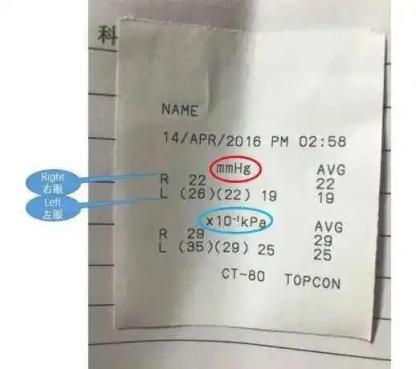 科
NAME
14/APR/2016 PM 02:58
mmHg AVG
Right
右眼
R 22 22
Left
左眼
L (26)(22) 19 19
x10⁻¹kPa AVG
R 29 29
L (35)(29) 25 25
CT-80 TOPCON